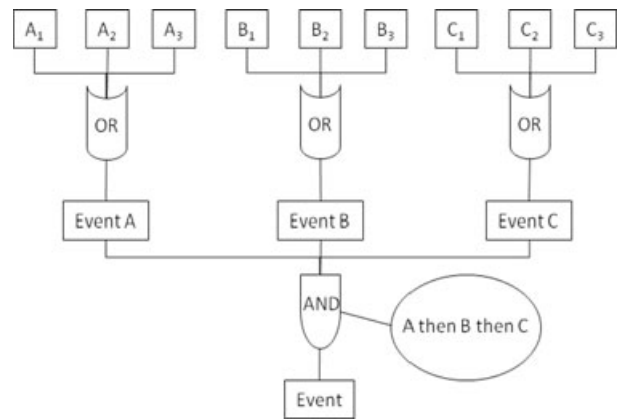 A₁ A₂ A₃ B₁ B₂ B₃ C₁ C₂ C₃
OR OR OR
Event A Event B Event C
AND
A then B then C
Event